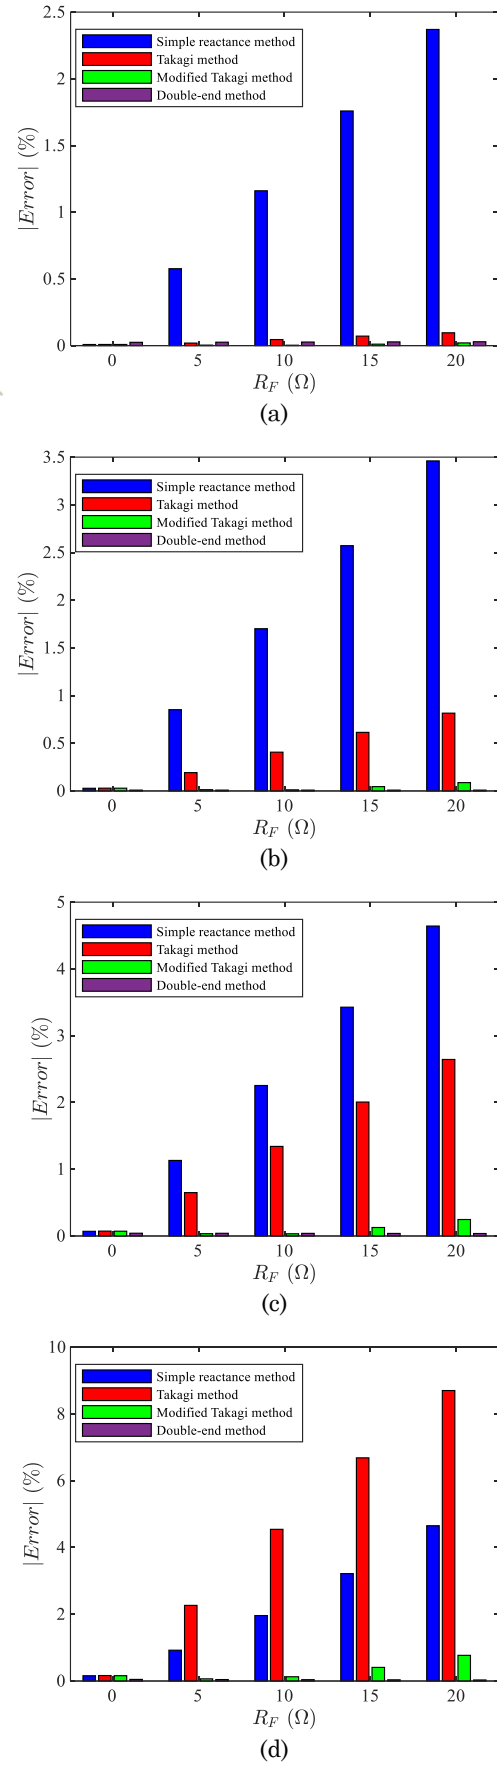 2.5
Simple reactance method
Takagi method
2
Modified Takagi method
Double-end method
|Error| (%)
1.5
1
0.5
0
0 5 10 15 20
R_F (Ω)
(a)
3.5
Simple reactance method
3
Takagi method
Modified Takagi method
Double-end method
2.5
|Error| (%)
2
1.5
1
0.5
0
0 5 10 15 20
R_F (Ω)
(b)
5
Simple reactance method
Takagi method
4
Modified Takagi method
Double-end method
|Error| (%)
3
2
1
0
0 5 10 15 20
R_F (Ω)
(c)
10
Simple reactance method
Takagi method
8
Modified Takagi method
Double-end method
|Error| (%)
6
4
2
0
0 5 10 15 20
R_F (Ω)
(d)